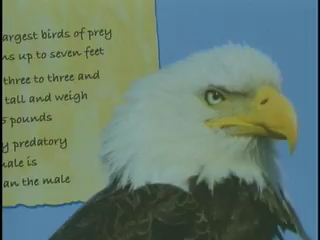 argest birds of prey
ns up to seven feet
three to three and
tall and weigh
5 pounds
y predatory
male is
an the male